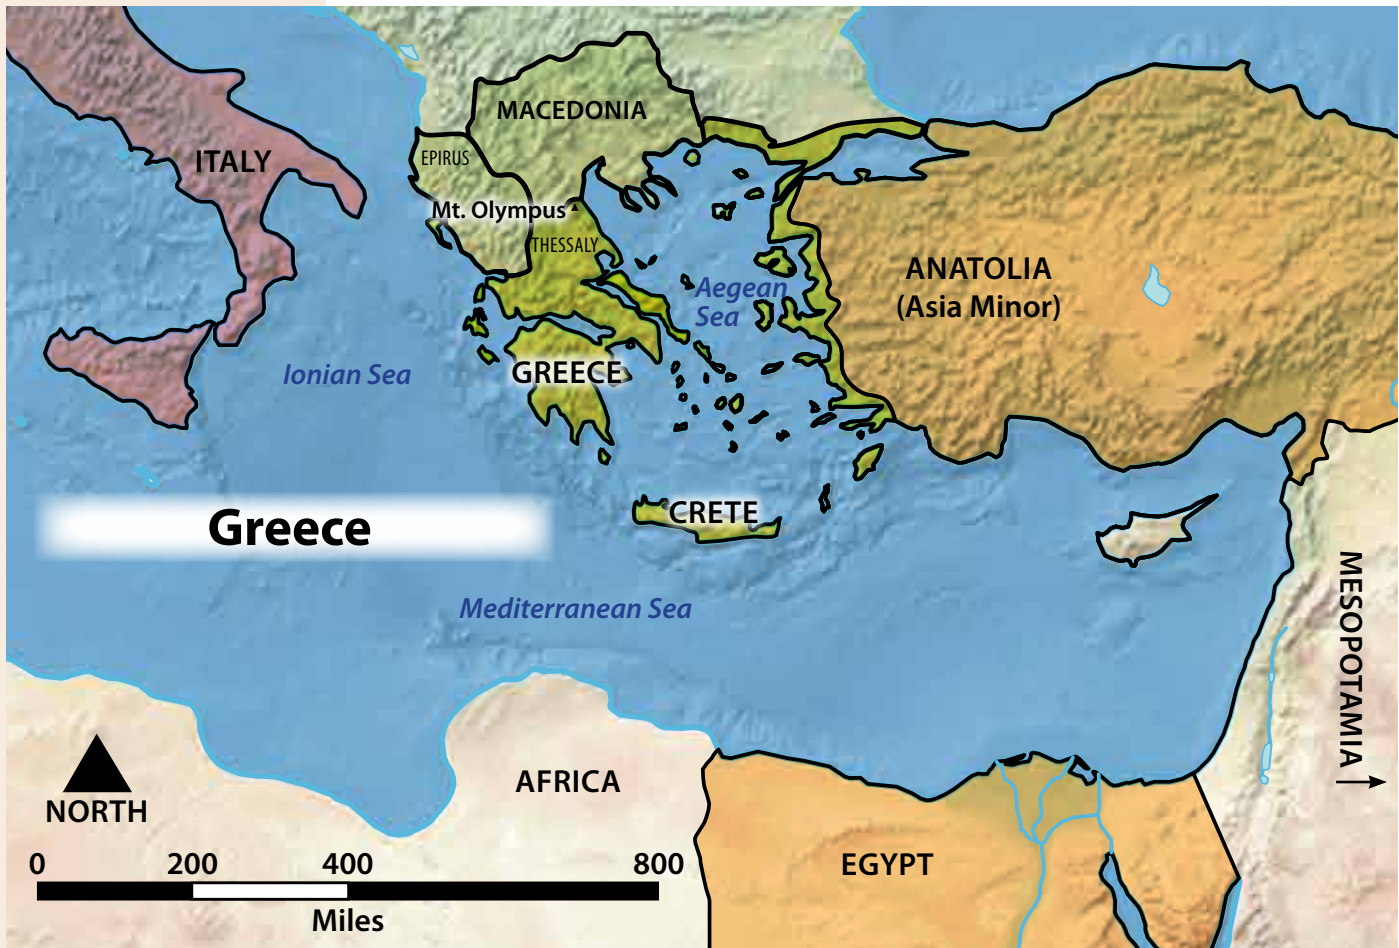 MACEDONIA
ITALY
EPIRUS
Mt. Olympus
THESSALY
ANATOLIA
(Asia Minor)
Aegean
Sea
Ionian Sea
GREECE
CRETE
Greece
Mediterranean Sea
MESOPOTAMIA
AFRICA
NORTH
EGYPT
0 200 400 800
Miles